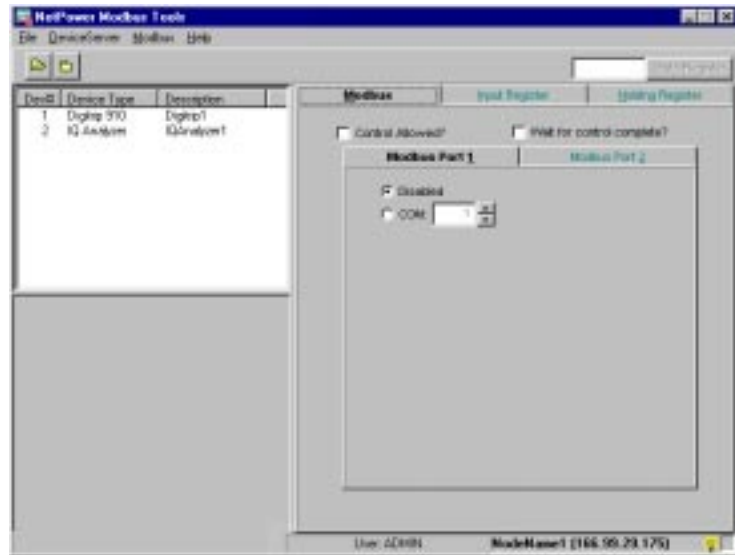 NetPower Modbus Tools
File DeviceServer Modbus Help
Dev# Device Type Description
1 Digitrip 910 Digitrip1
2 IQ Analyzer IQAnalyzer1
Modbus Input Register Holding Register
Control Allowed? Wait for control complete?
Modbus Port 1 Modbus Port 2
Disabled
COM: 1
User: ADMIN NodeName1 (166.99.29.175)